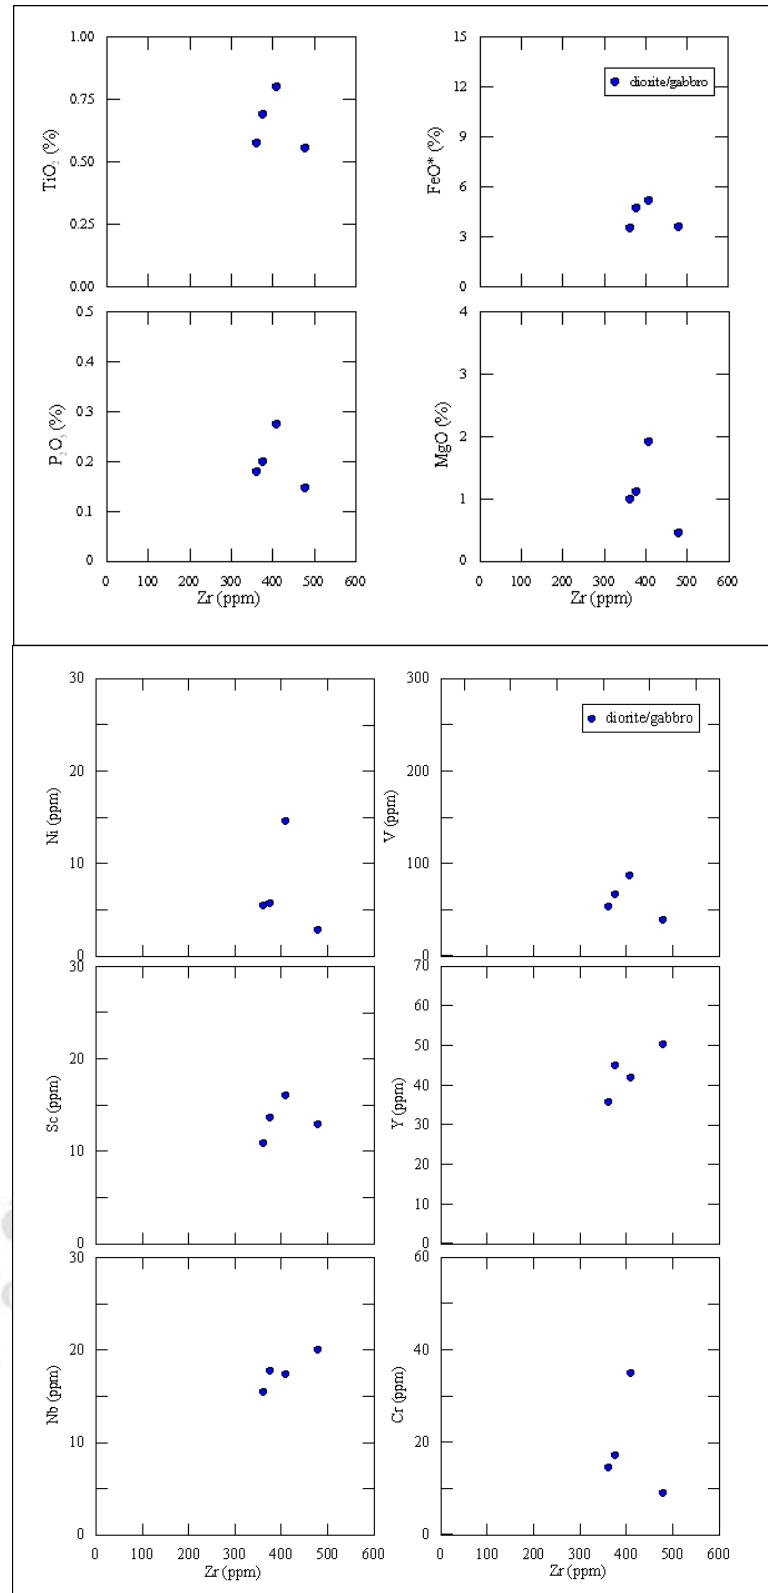 1.00
0.75
0.50
0.25
0.00
TiO₂ (%)
15
12
9
6
3
0
FeO* (%)
diorite/gabbro
0.5
0.4
0.3
0.2
0.1
0
P₂O₅ (%)
0 100 200 300 400 500 600
Zr (ppm)
4
3
2
1
0
MgO (%)
0 100 200 300 400 500 600
Zr (ppm)
30
20
10
0
Ni (ppm)
300
200
100
0
V (ppm)
diorite/gabbro
30
20
10
0
Sc (ppm)
70
60
50
40
30
20
10
0
Y (ppm)
30
20
10
0
Nb (ppm)
0 100 200 300 400 500 600
Zr (ppm)
60
40
20
0
Cr (ppm)
0 100 200 300 400 500 600
Zr (ppm)